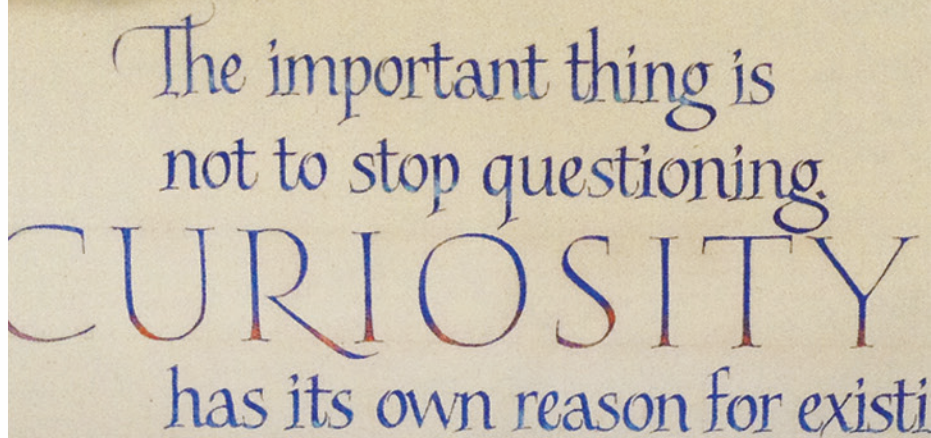 The important thing is
not to stop questioning.
CURIOSITY
has its own reason for existi